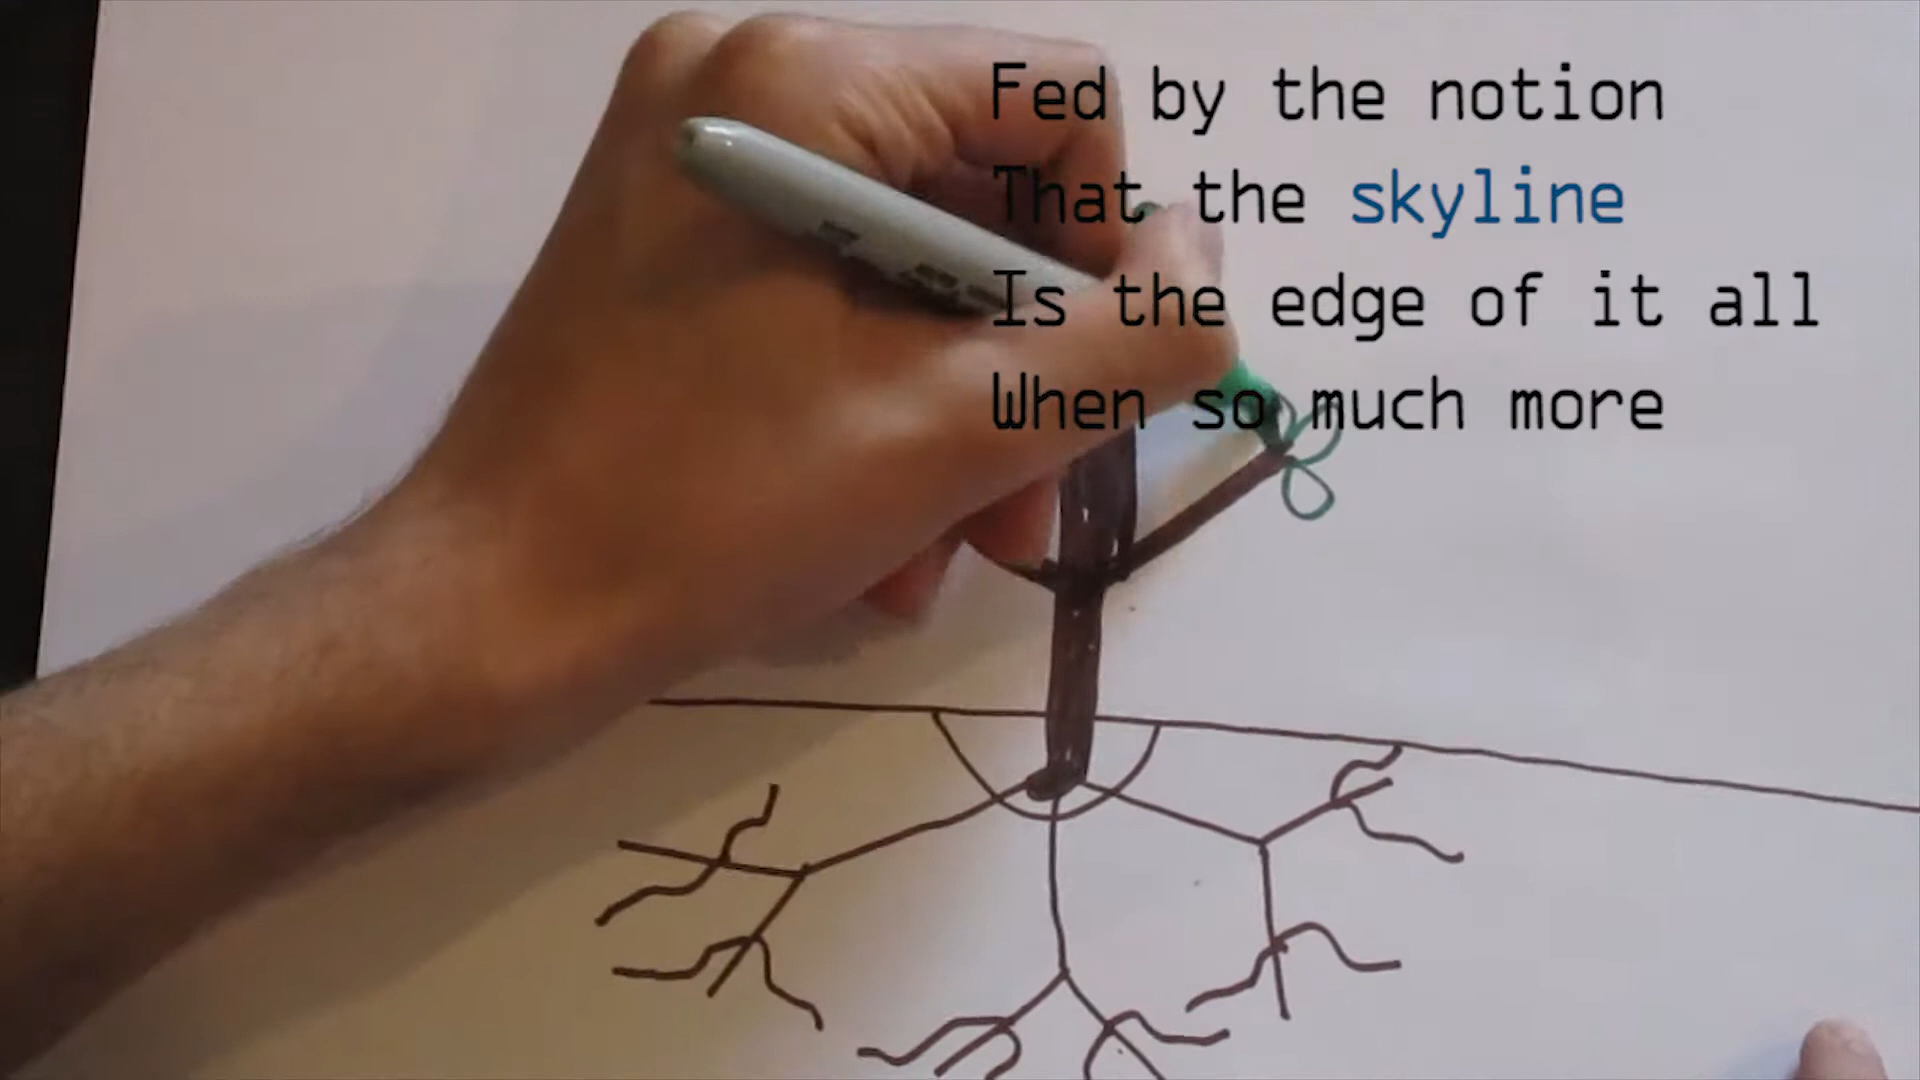 Fed by the notion
That the skyline
Is the edge of it all
When so much more